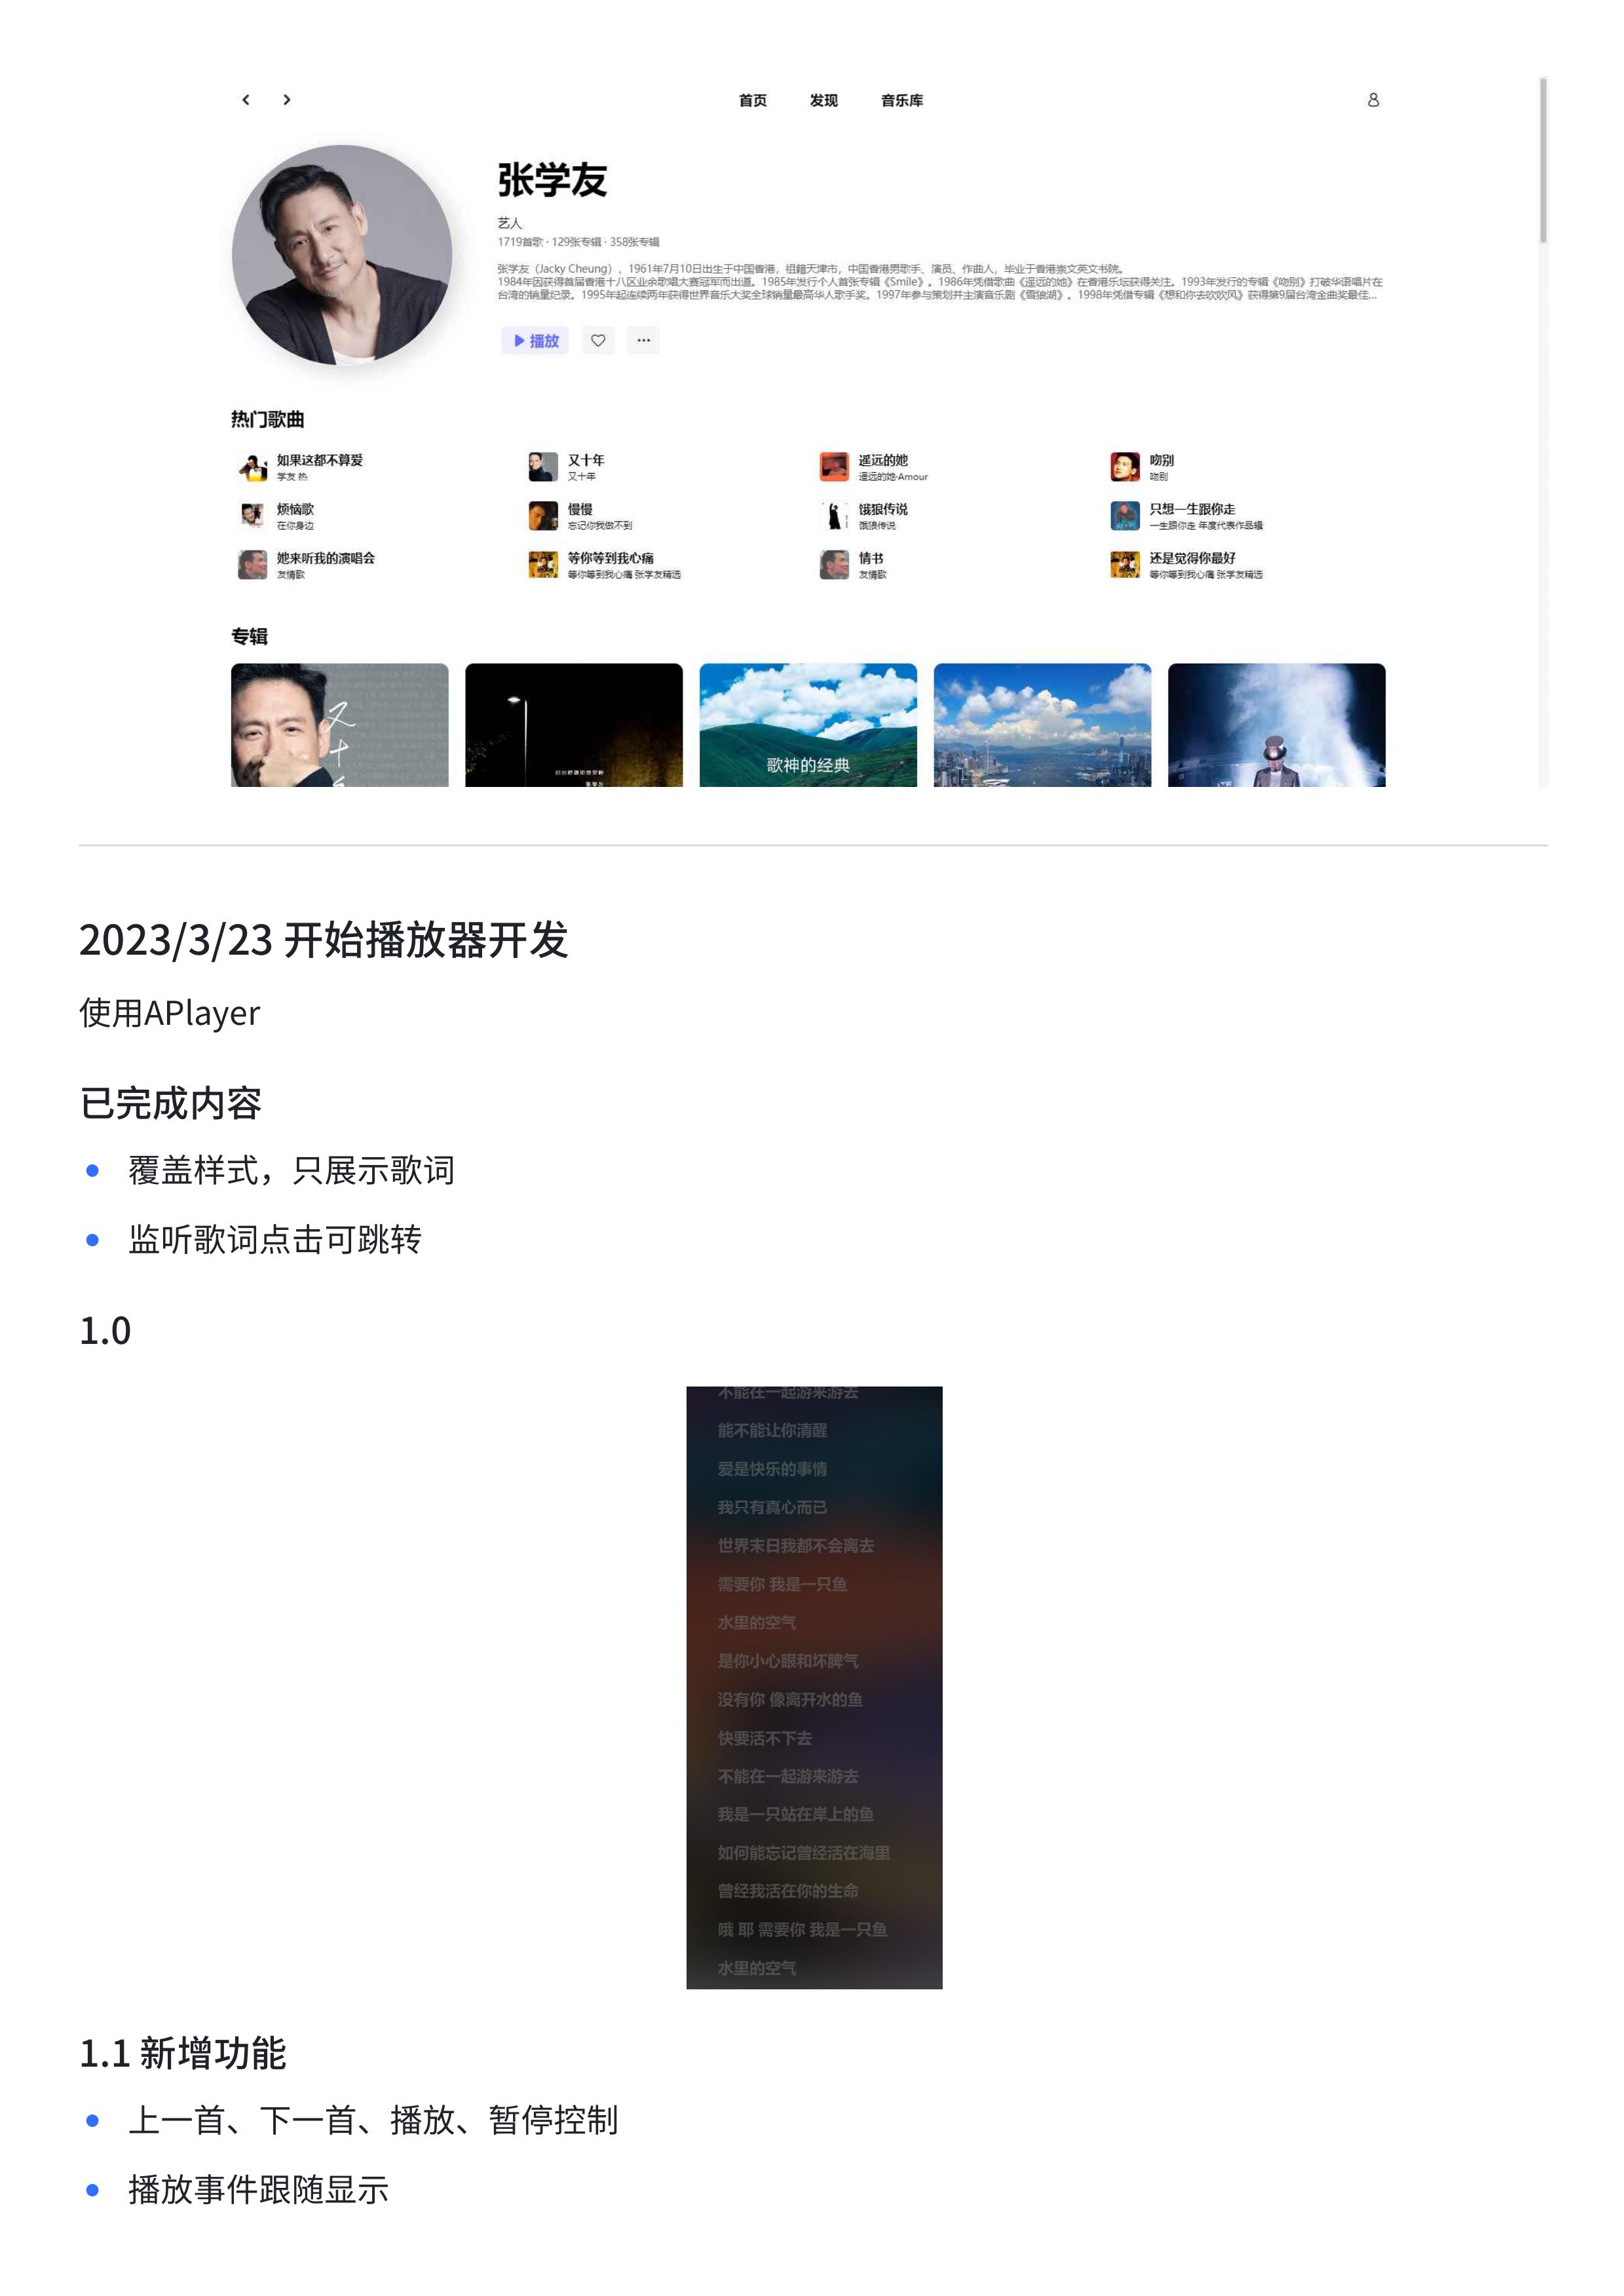 首页 发现 音乐库
张学友
艺人
1719首歌 · 129张专辑 · 358张专辑
张学友（Jacky Cheung），1961年7月10日出生于中国香港，祖籍天津市，中国香港男歌手、演员、作曲人，毕业于香港崇文英文书院。
1984年因获得首届香港十八区业余歌唱大赛冠军而出道。1985年发行个人首张专辑《Smile》。1986年凭借歌曲《遥远的她》在香港乐坛获得关注。1993年发行的专辑《吻别》打破华语唱片在
台湾的销量纪录。1995年起连续两年获得世界音乐大奖全球销量最高华人歌手奖。1997年参与策划并主演音乐剧《雪狼湖》。1998年凭借专辑《想和你去吹吹风》获得第9届台湾金曲奖最佳...
播放
热门歌曲
如果这都不算爱 又十年 遥远的她 吻别
学友 热 又十年 遥远的她·Amour 吻别
烦恼歌 慢慢 饿狼传说 只想一生跟你走
在你身边 忘记你我做不到 饿狼传说 一生跟你走 年度代表作品辑
她来听我的演唱会 等你等到我心痛 情书 还是觉得你最好
友情歌 等你等到我心痛 张学友精选 友情歌 等你等到我心痛 张学友精选
专辑
又十
歌神的经典
2023/3/23 开始播放器开发
使用APlayer
已完成内容
覆盖样式，只展示歌词
监听歌词点击可跳转
1.0
不能在一起游来游去
能不能让你清醒
爱是快乐的事情
我只有真心而已
世界末日我都不会离去
需要你 我是一只鱼
水里的空气
是你小心眼和坏脾气
没有你 像离开水的鱼
快要活不下去
不能在一起游来游去
我是一只站在岸上的鱼
如何能忘记曾经活在海里
曾经我活在你的生命
哦 耶 需要你 我是一只鱼
水里的空气
1.1 新增功能
上一首、下一首、播放、暂停控制
播放事件跟随显示